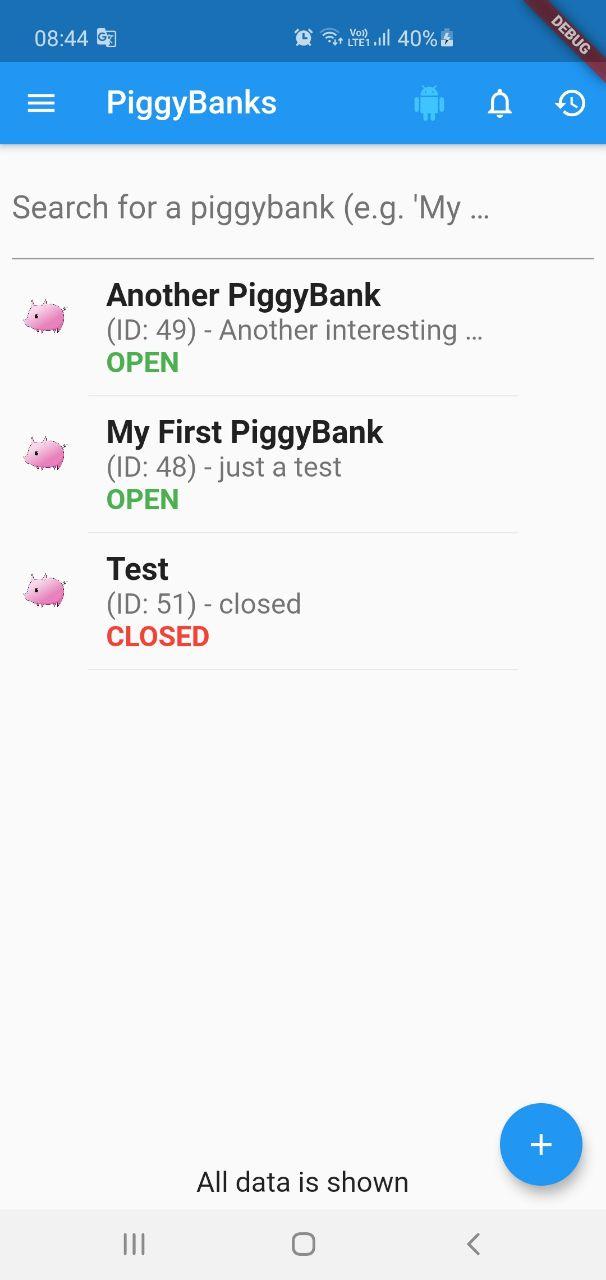 08:44 Vo)) LTE1 40%
DEBUG
PiggyBanks
Search for a piggybank (e.g. 'My ...
Another PiggyBank
(ID: 49) - Another interesting ...
OPEN
My First PiggyBank
(ID: 48) - just a test
OPEN
Test
(ID: 51) - closed
CLOSED
+
All data is shown